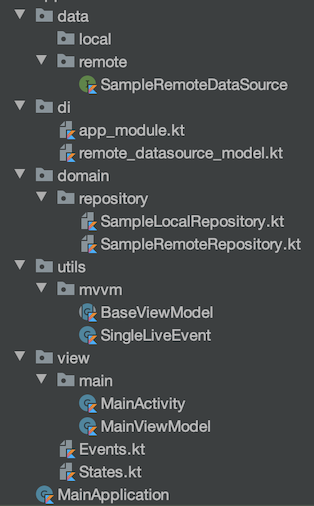 data
local
remote
SampleRemoteDataSource
di
app_module.kt
remote_datasource_model.kt
domain
repository
SampleLocalRepository.kt
SampleRemoteRepository.kt
utils
mvvm
BaseViewModel
SingleLiveEvent
view
main
MainActivity
MainViewModel
Events.kt
States.kt
MainApplication